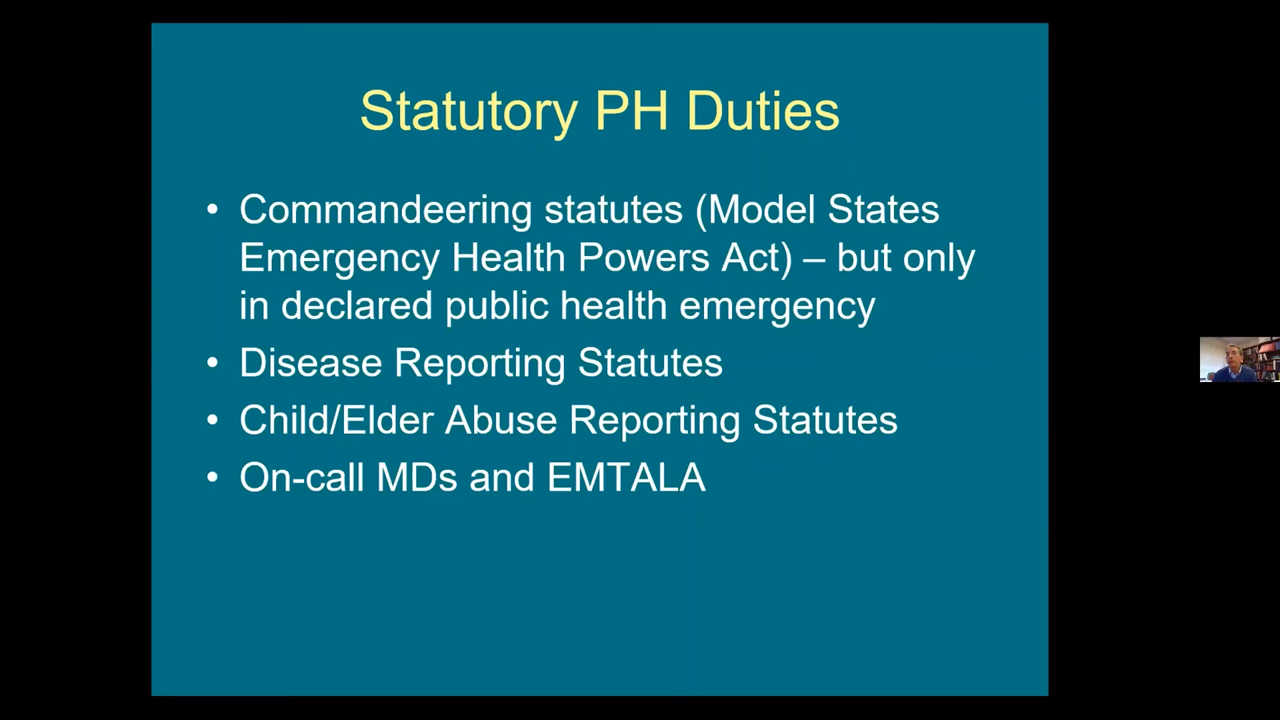 Statutory PH Duties
• Commandeering statutes (Model States
Emergency Health Powers Act) – but only
in declared public health emergency
• Disease Reporting Statutes
• Child/Elder Abuse Reporting Statutes
• On-call MDs and EMTALA